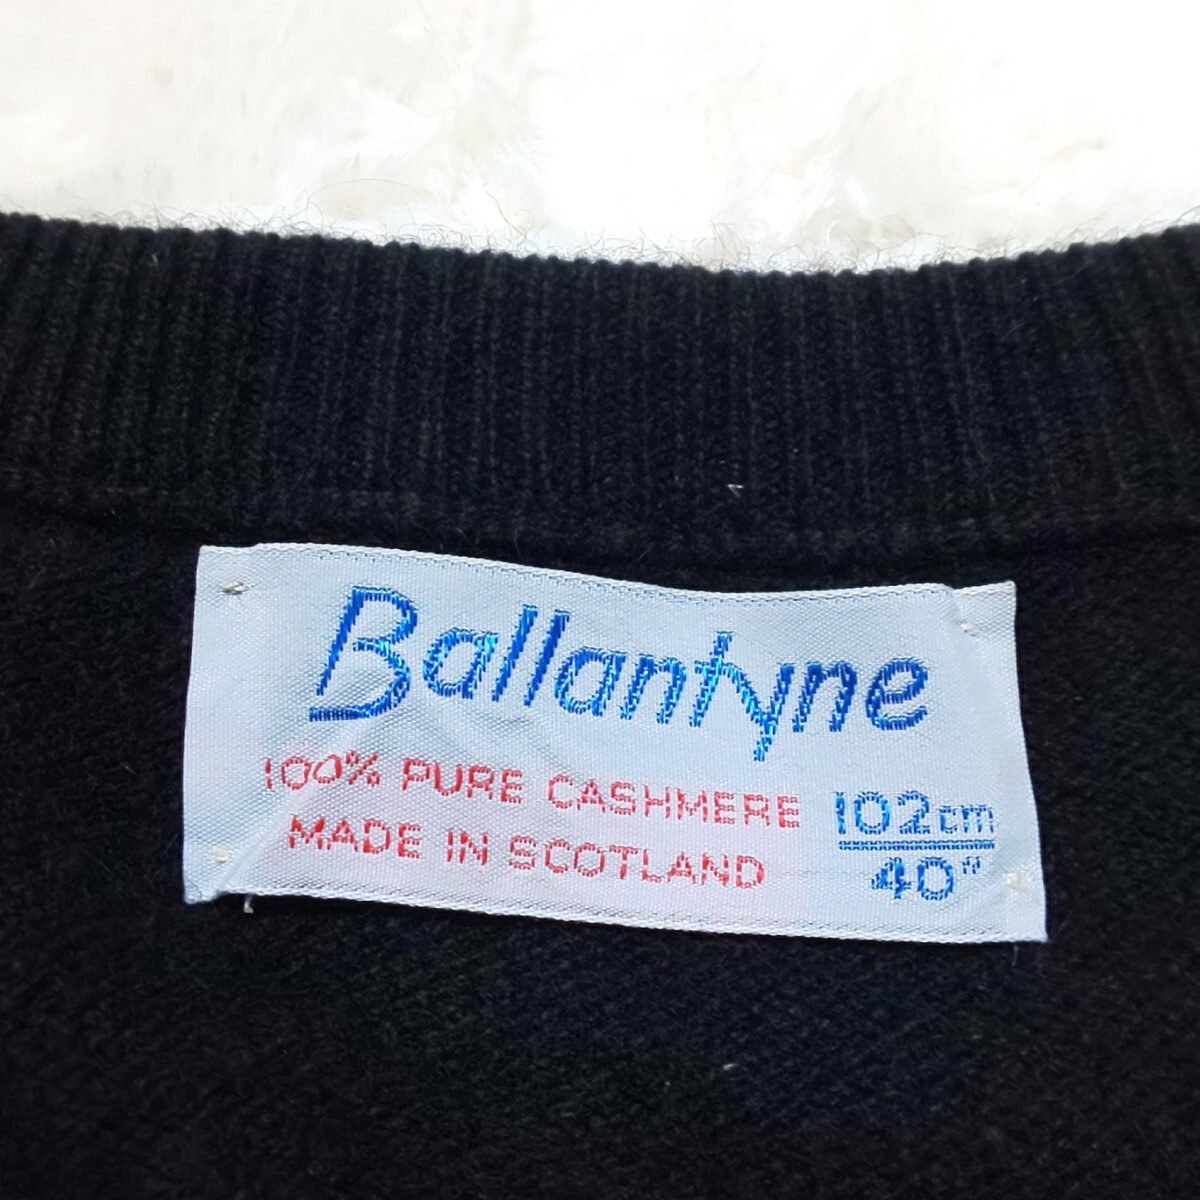 Ballantyne
100% PURE CASHMERE
MADE IN SCOTLAND
102cm
40"